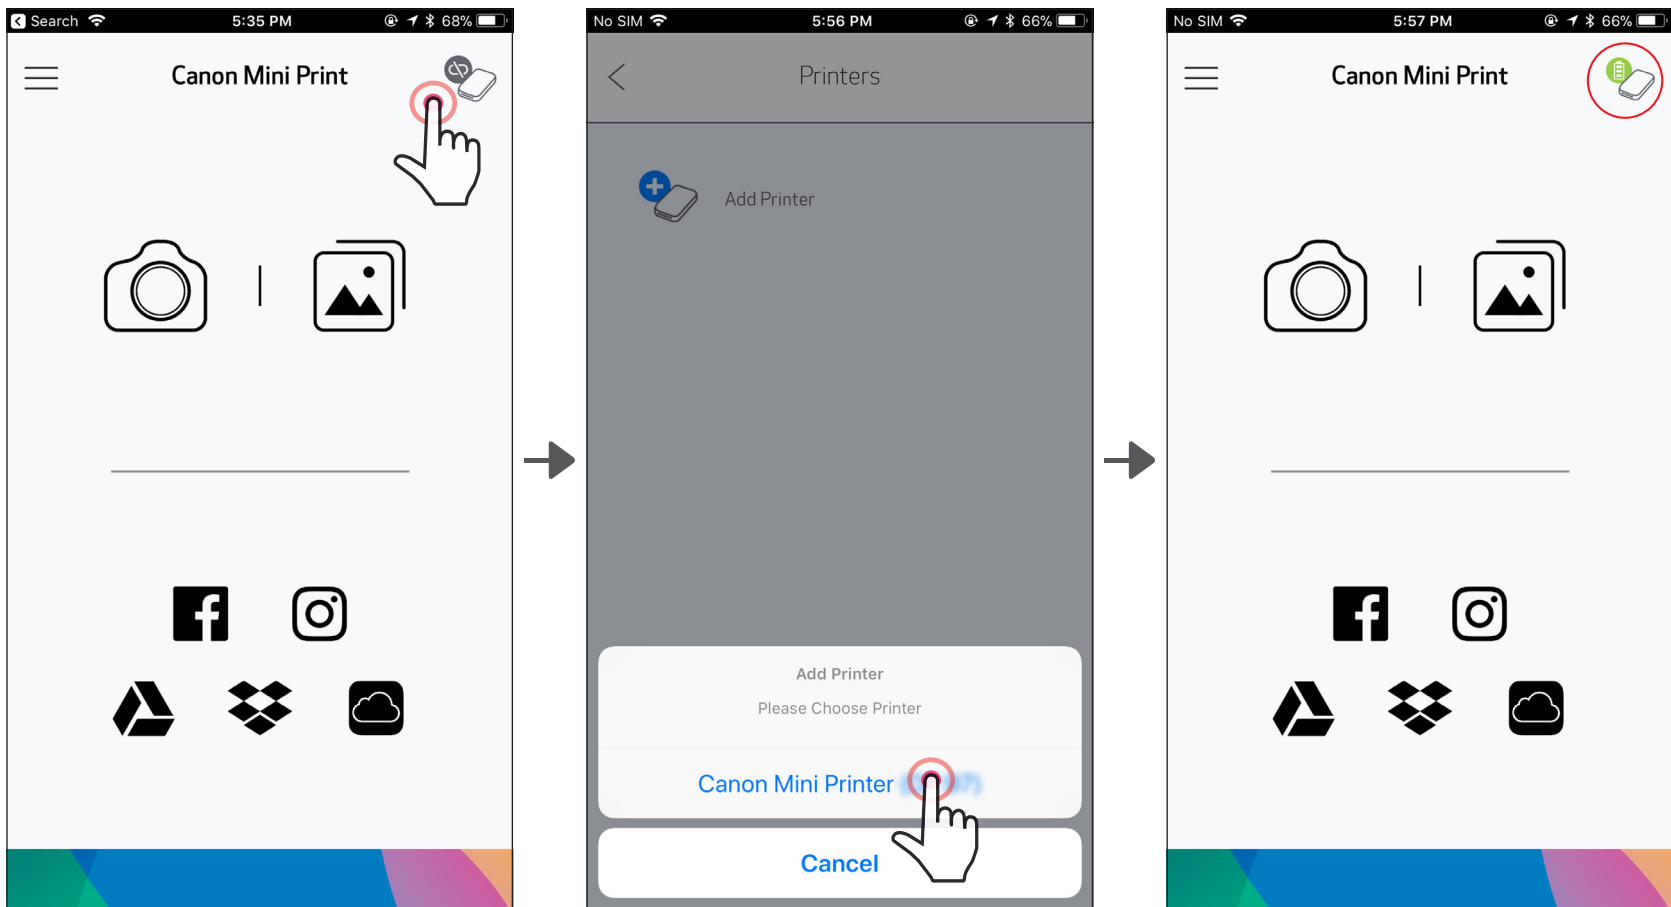 Search 5:35 PM 68%
Canon Mini Print
No SIM 5:56 PM 66%
Printers
Add Printer
Add Printer
Please Choose Printer
Canon Mini Printer
Cancel
No SIM 5:57 PM 66%
Canon Mini Print